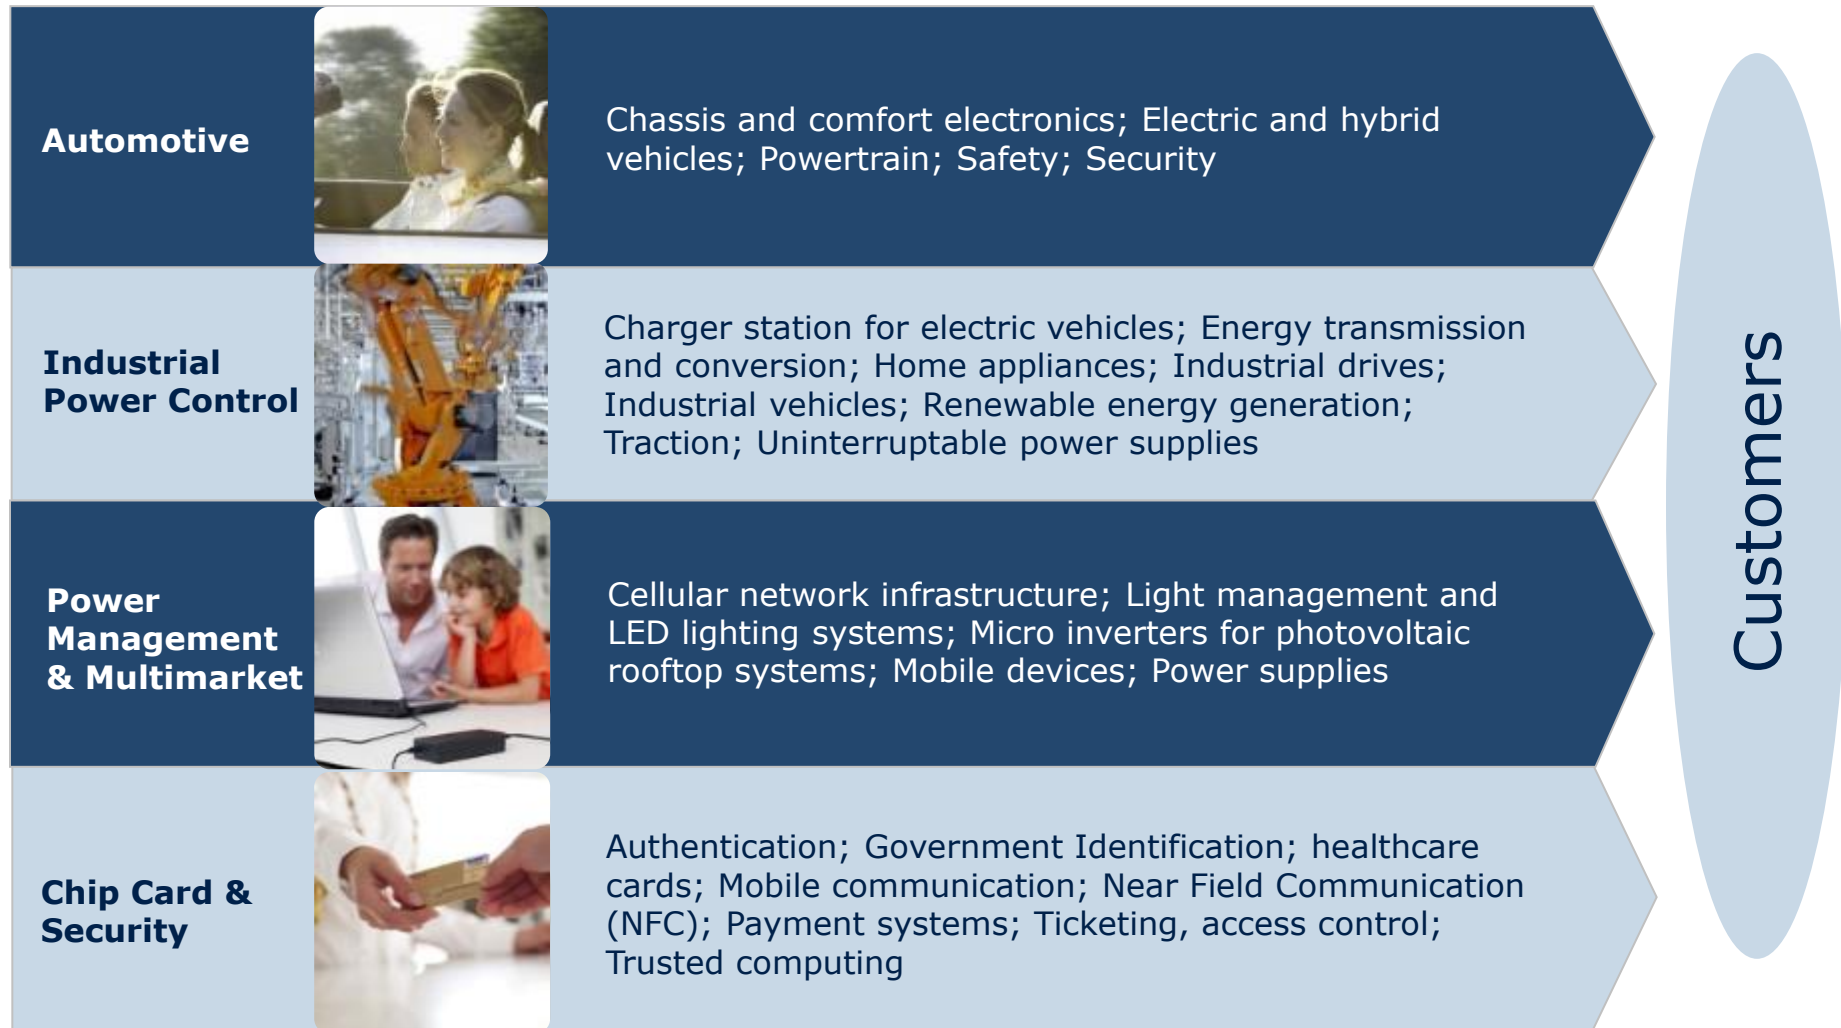 Automotive
Chassis and comfort electronics; Electric and hybrid
vehicles; Powertrain; Safety; Security
Industrial
Power Control
Charger station for electric vehicles; Energy transmission
and conversion; Home appliances; Industrial drives;
Industrial vehicles; Renewable energy generation;
Traction; Uninterruptable power supplies
Power
Management
& Multimarket
Cellular network infrastructure; Light management and
LED lighting systems; Micro inverters for photovoltaic
rooftop systems; Mobile devices; Power supplies
Chip Card &
Security
Authentication; Government Identification; healthcare
cards; Mobile communication; Near Field Communication
(NFC); Payment systems; Ticketing, access control;
Trusted computing
Customers